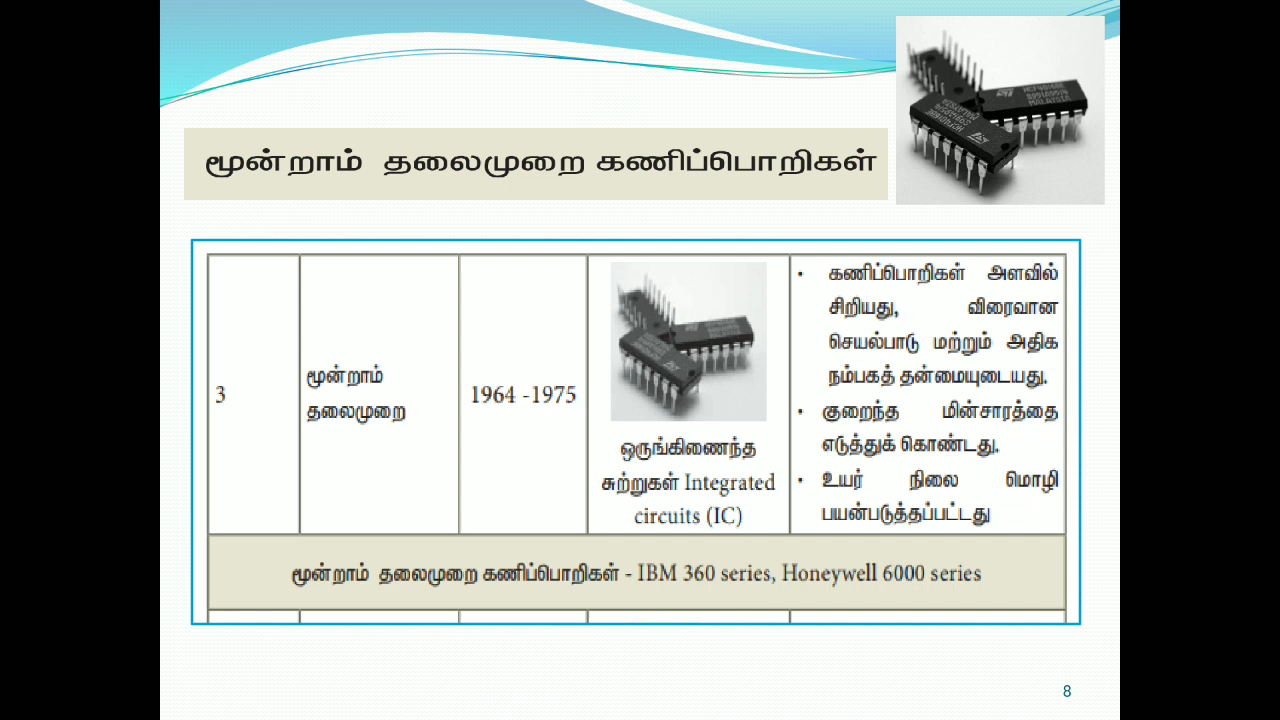 மூன்றாம் தலைமுறை கணிப்பொறிகள்
3
மூன்றாம்
தலைமுறை
1964 -1975
ஒருங்கிணைந்த
சுற்றுகள் Integrated
circuits (IC)
• கணிப்பொறிகள் அளவில்
சிறியது, விரைவான
செயல்பாடு மற்றும் அதிக
நம்பகத் தன்மையுடையது.
• குறைந்த மின்சாரத்தை
எடுத்துக் கொண்டது.
• உயர் நிலை மொழி
பயன்படுத்தப்பட்டது
மூன்றாம் தலைமுறை கணிப்பொறிகள் - IBM 360 series, Honeywell 6000 series
8